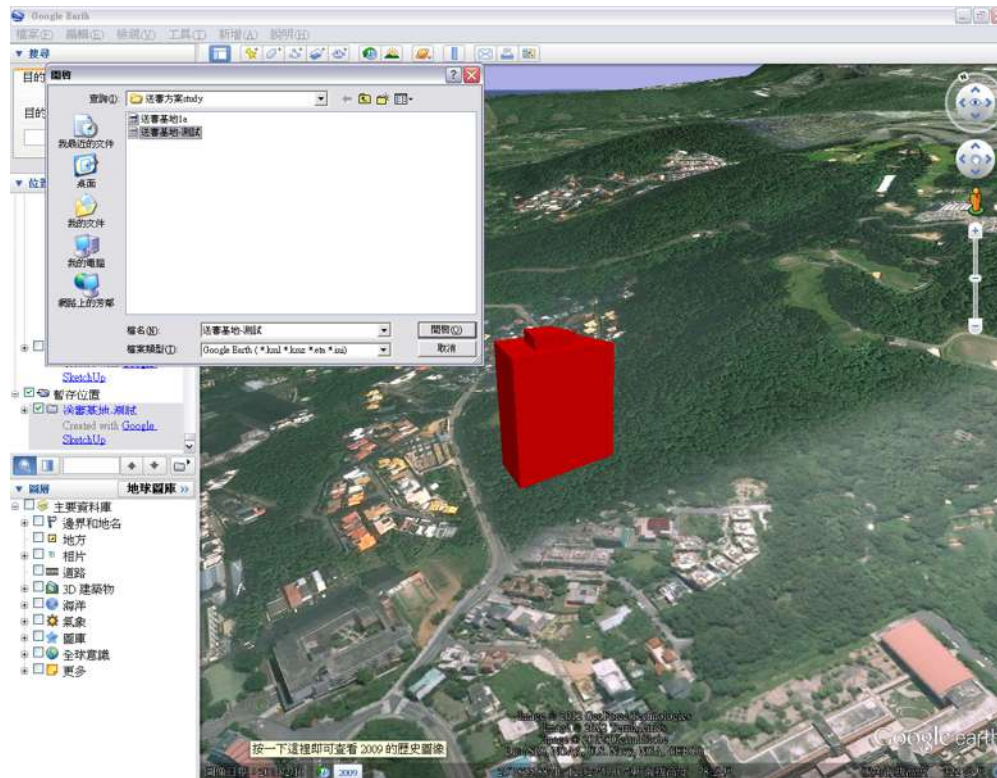 Google Earth
檔案(F) 編輯(E) 檢視(V) 工具(T) 新增(A) 說明(H)
▼ 搜尋
目的
目的
開啟
查詢(I): 送審方案study
我最近的文件
桌面
我的文件
我的電腦
網路上的芳鄰
送審基地1a
送審基地-測試
檔名(N): 送審基地-測試 開啟(O)
檔案類型(T): Google Earth (*.kml *.kmz *.eta *.ini) 取消
SketchUp
暫存位置
送審基地-測試
Created with Google
SketchUp
▼ 圖層 地球圖庫 »
主要資料庫
邊界和地名
地方
相片
道路
3D 建築物
海洋
氣象
圖庫
全球意識
更多
按一下這裡即可查看 2009 的歷史圖像
2009
Google earth